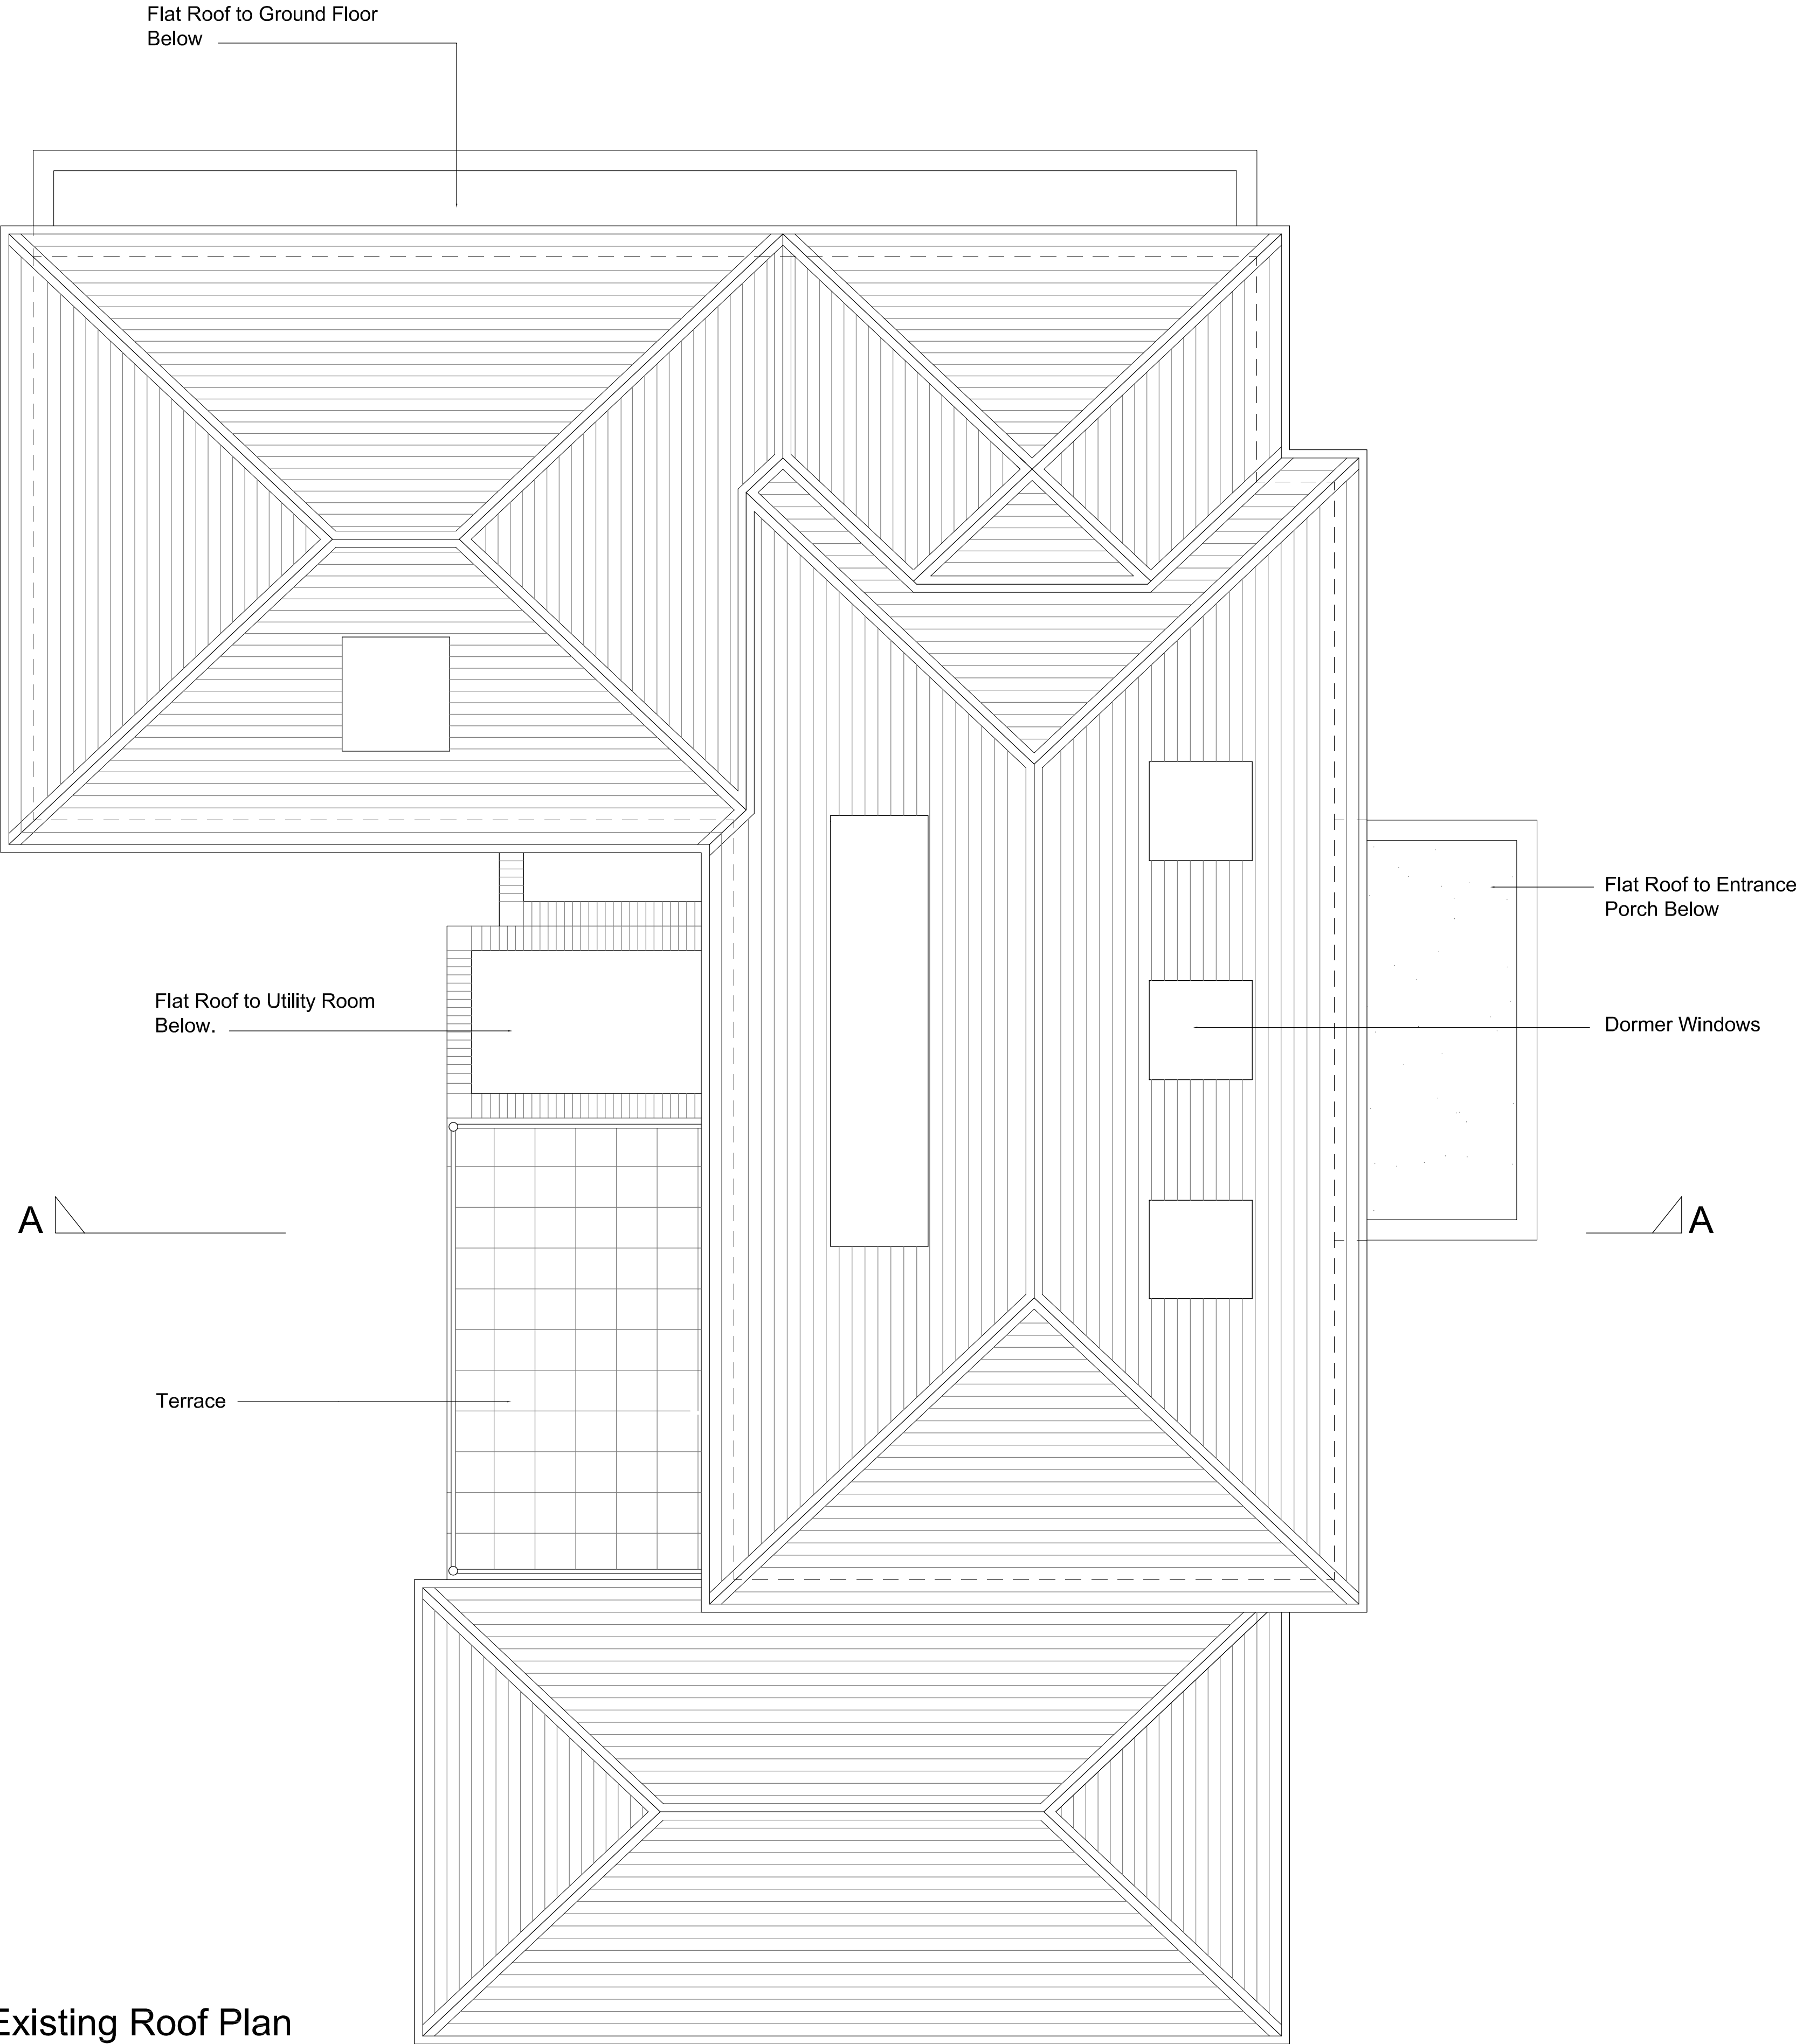 Flat Roof to Ground Floor
Below
Flat Roof to Entrance
Porch Below
Flat Roof to Utility Room
Below.
Dormer Windows
A
A
Terrace
Existing Roof Plan